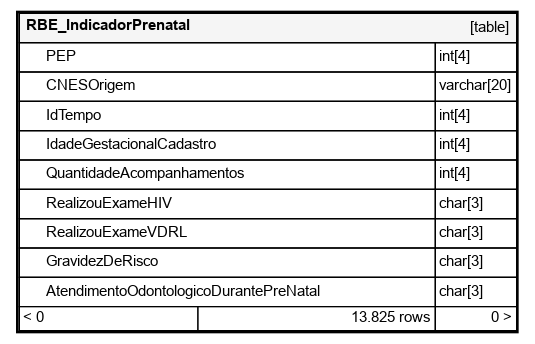 RBE_IndicadorPrenatal [table]
PEP int[4]
CNESOrigem varchar[20]
IdTempo int[4]
IdadeGestacionalCadastro int[4]
QuantidadeAcompanhamentos int[4]
RealizouExameHIV char[3]
RealizouExameVDRL char[3]
GravidezDeRisco char[3]
AtendimentoOdontologicoDurantePreNatal char[3]
< 0 13.825 rows 0 >